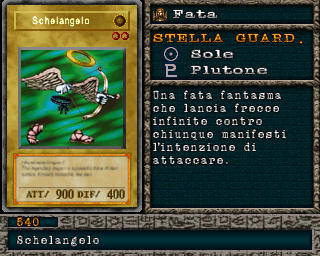 Schelangelo
ATT/ 900 DIF/ 400
Fata
STELLA GUARD.
Sole
Plutone
Una fata fantasma
che lancia frecce
infinite contro
chiunque manifesti
l'intenzione di
attaccare.
540
Schelangelo